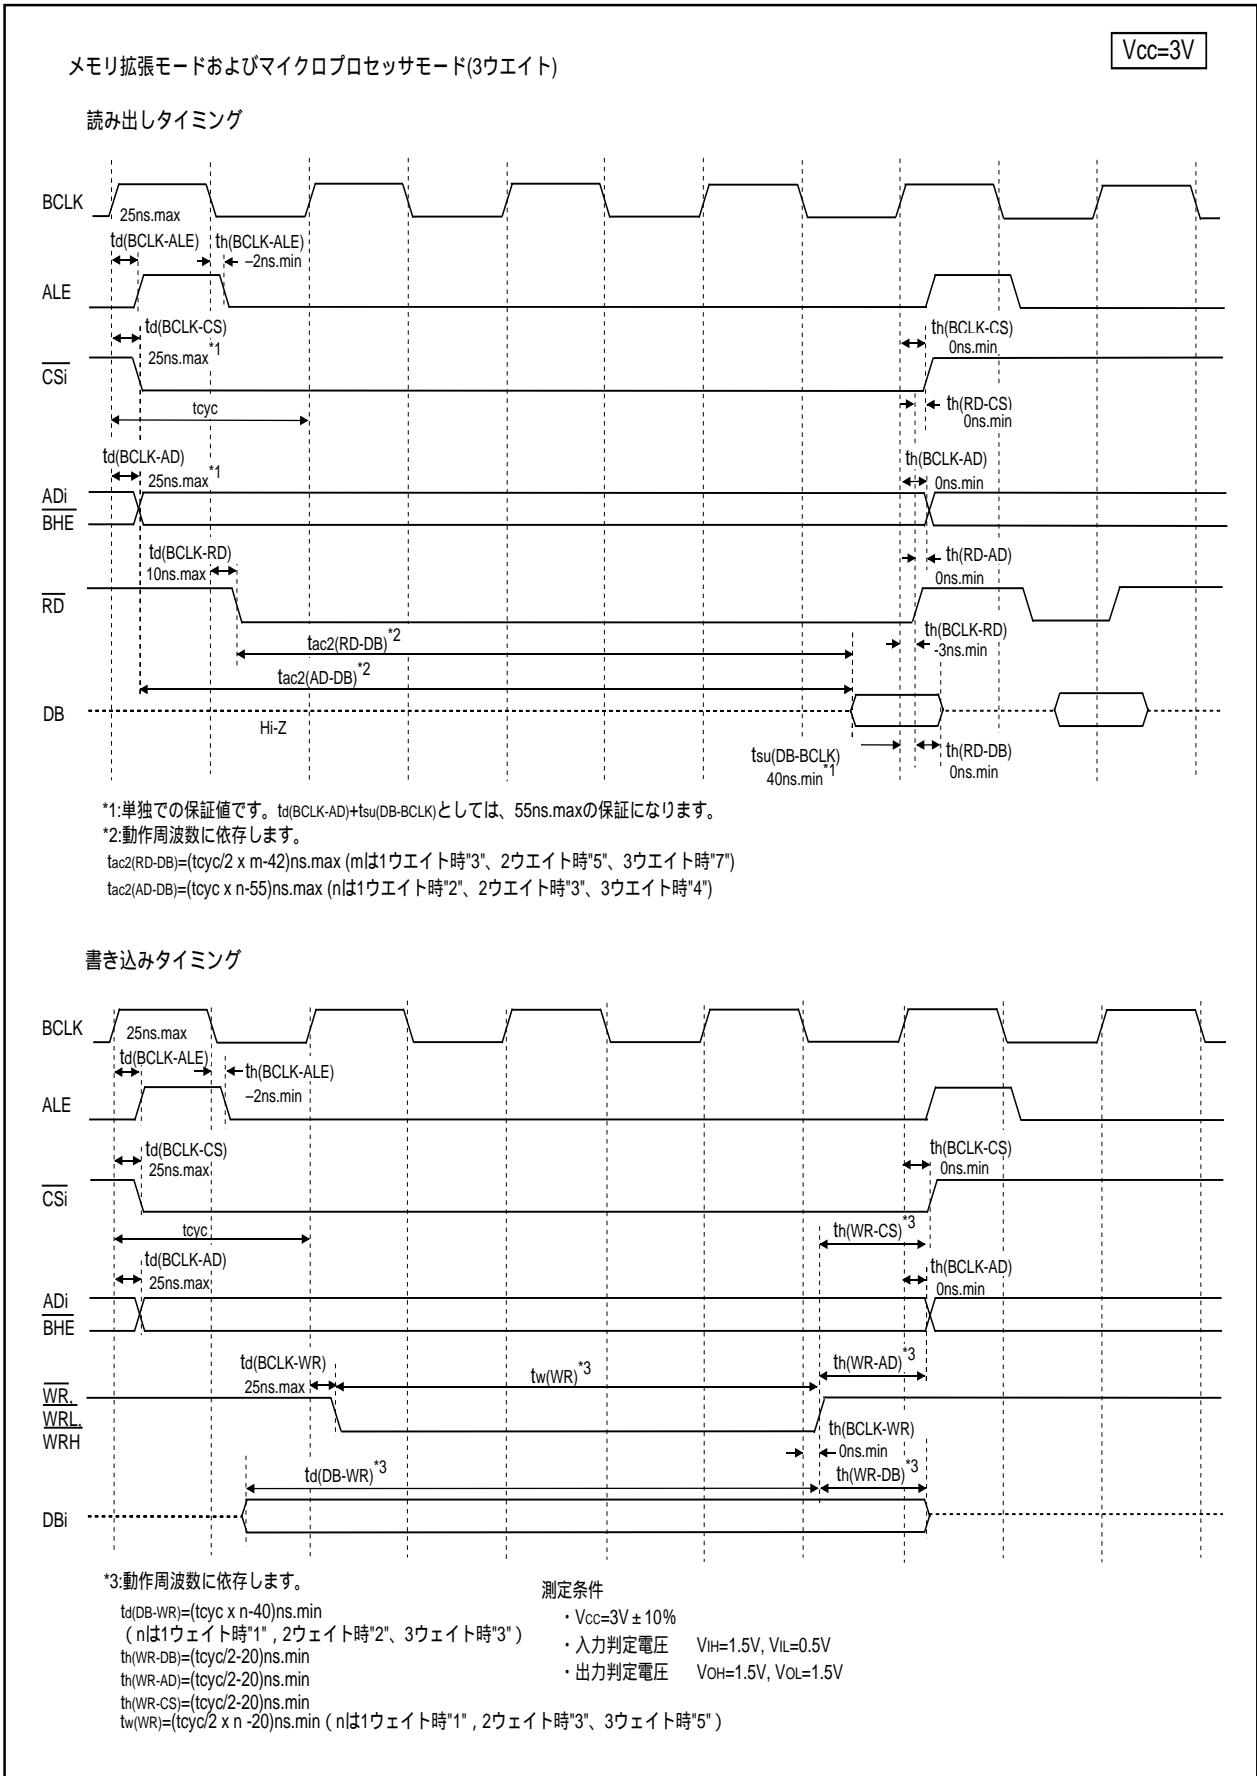 Vcc=3V
メモリ拡張モードおよびマイクロプロセッサモード(3ウエイト)
読み出しタイミング
BCLK
25ns.max
td(BCLK-ALE)
th(BCLK-ALE)
–2ns.min
ALE
td(BCLK-CS)
25ns.max*1
th(BCLK-CS)
0ns.min
CSi
tcyc
th(RD-CS)
0ns.min
td(BCLK-AD)
25ns.max*1
th(BCLK-AD)
0ns.min
ADi
BHE
td(BCLK-RD)
10ns.max
th(RD-AD)
0ns.min
RD
th(BCLK-RD)
-3ns.min
tac2(RD-DB)*2
tac2(AD-DB)*2
DB
Hi-Z
tsu(DB-BCLK)
40ns.min*1
th(RD-DB)
0ns.min
*1:単独での保証値です。td(BCLK-AD)+tsu(DB-BCLK)としては、55ns.maxの保証になります。
*2:動作周波数に依存します。
tac2(RD-DB)=(tcyc/2 x m-42)ns.max (mは1ウエイト時"3"、2ウエイト時"5"、3ウエイト時"7")
tac2(AD-DB)=(tcyc x n-55)ns.max (nは1ウエイト時"2"、2ウエイト時"3"、3ウエイト時"4")
書き込みタイミング
BCLK
25ns.max
td(BCLK-ALE)
th(BCLK-ALE)
–2ns.min
ALE
td(BCLK-CS)
25ns.max
th(BCLK-CS)
0ns.min
CSi
tcyc
th(WR-CS)*3
td(BCLK-AD)
25ns.max
th(BCLK-AD)
0ns.min
ADi
BHE
td(BCLK-WR)
25ns.max
tw(WR)*3
th(WR-AD)*3
WR,
WRL,
WRH
th(BCLK-WR)
0ns.min
td(DB-WR)*3
th(WR-DB)*3
DBi
*3:動作周波数に依存します。
td(DB-WR)=(tcyc x n-40)ns.min
(nは1ウェイト時"1" , 2ウェイト時"2"、3ウェイト時"3")
th(WR-DB)=(tcyc/2-20)ns.min
th(WR-AD)=(tcyc/2-20)ns.min
th(WR-CS)=(tcyc/2-20)ns.min
tw(WR)=(tcyc/2 x n -20)ns.min (nは1ウェイト時"1" , 2ウェイト時"3"、3ウェイト時"5")
測定条件
・Vcc=3V ± 10%
・入力判定電圧 VIH=1.5V, VIL=0.5V
・出力判定電圧 VOH=1.5V, VOL=1.5V